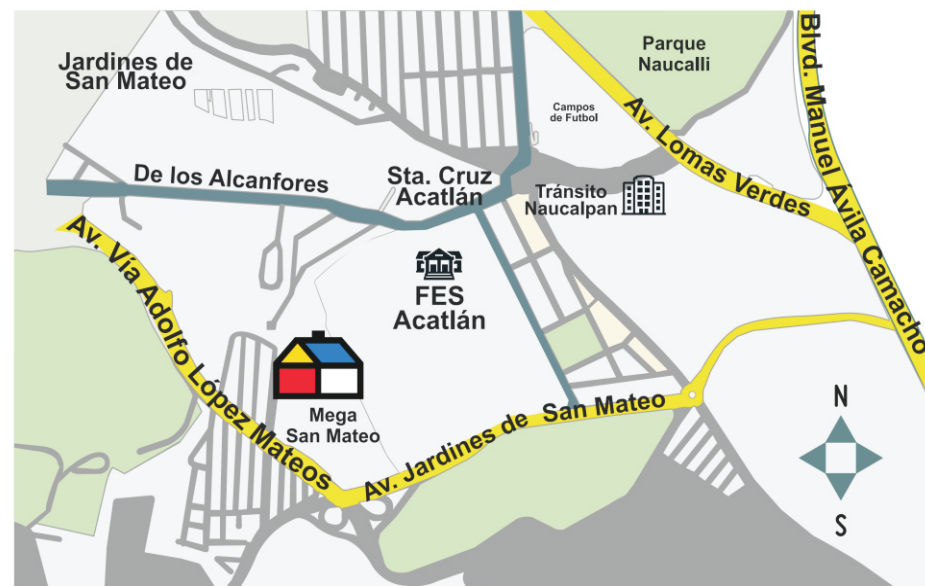 Jardines de
San Mateo
Parque
Naucalli
Blvd. Manuel Ávila Camacho
Campos
de Futbol
Av. Lomas Verdes
De los Alcanfores
Sta. Cruz
Acatlán
Tránsito
Naucalpan
Av. Vía Adolfo López Mateos
FES
Acatlán
Mega
San Mateo
Av. Jardines de San Mateo
N
S